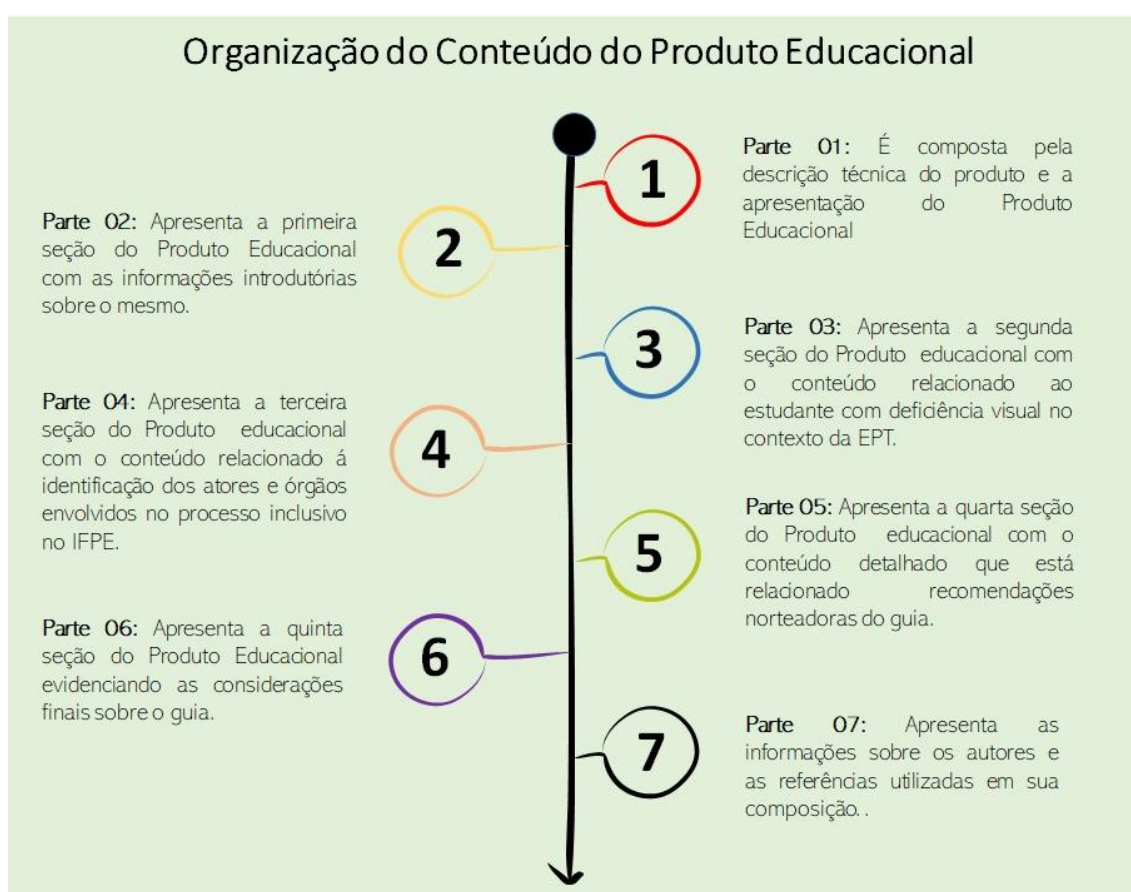 Organização do Conteúdo do Produto Educacional
1
Parte 01: É composta pela
descrição técnica do produto e a
apresentação do Produto
Educacional
2
Parte 02: Apresenta a primeira
seção do Produto Educacional
com as informações introdutórias
sobre o mesmo.
3
Parte 03: Apresenta a segunda
seção do Produto educacional com
o conteúdo relacionado ao
estudante com deficiência visual no
contexto da EPT.
4
Parte 04: Apresenta a terceira
seção do Produto educacional
com o conteúdo relacionado á
identificação dos atores e órgãos
envolvidos no processo inclusivo
no IFPE.
5
Parte 05: Apresenta a quarta seção
do Produto educacional com o
conteúdo detalhado que está
relacionado recomendações
norteadoras do guia.
6
Parte 06: Apresenta a quinta
seção do Produto Educacional
evidenciando as considerações
finais sobre o guia.
7
Parte 07: Apresenta as
informações sobre os autores e
as referências utilizadas em sua
composição. .